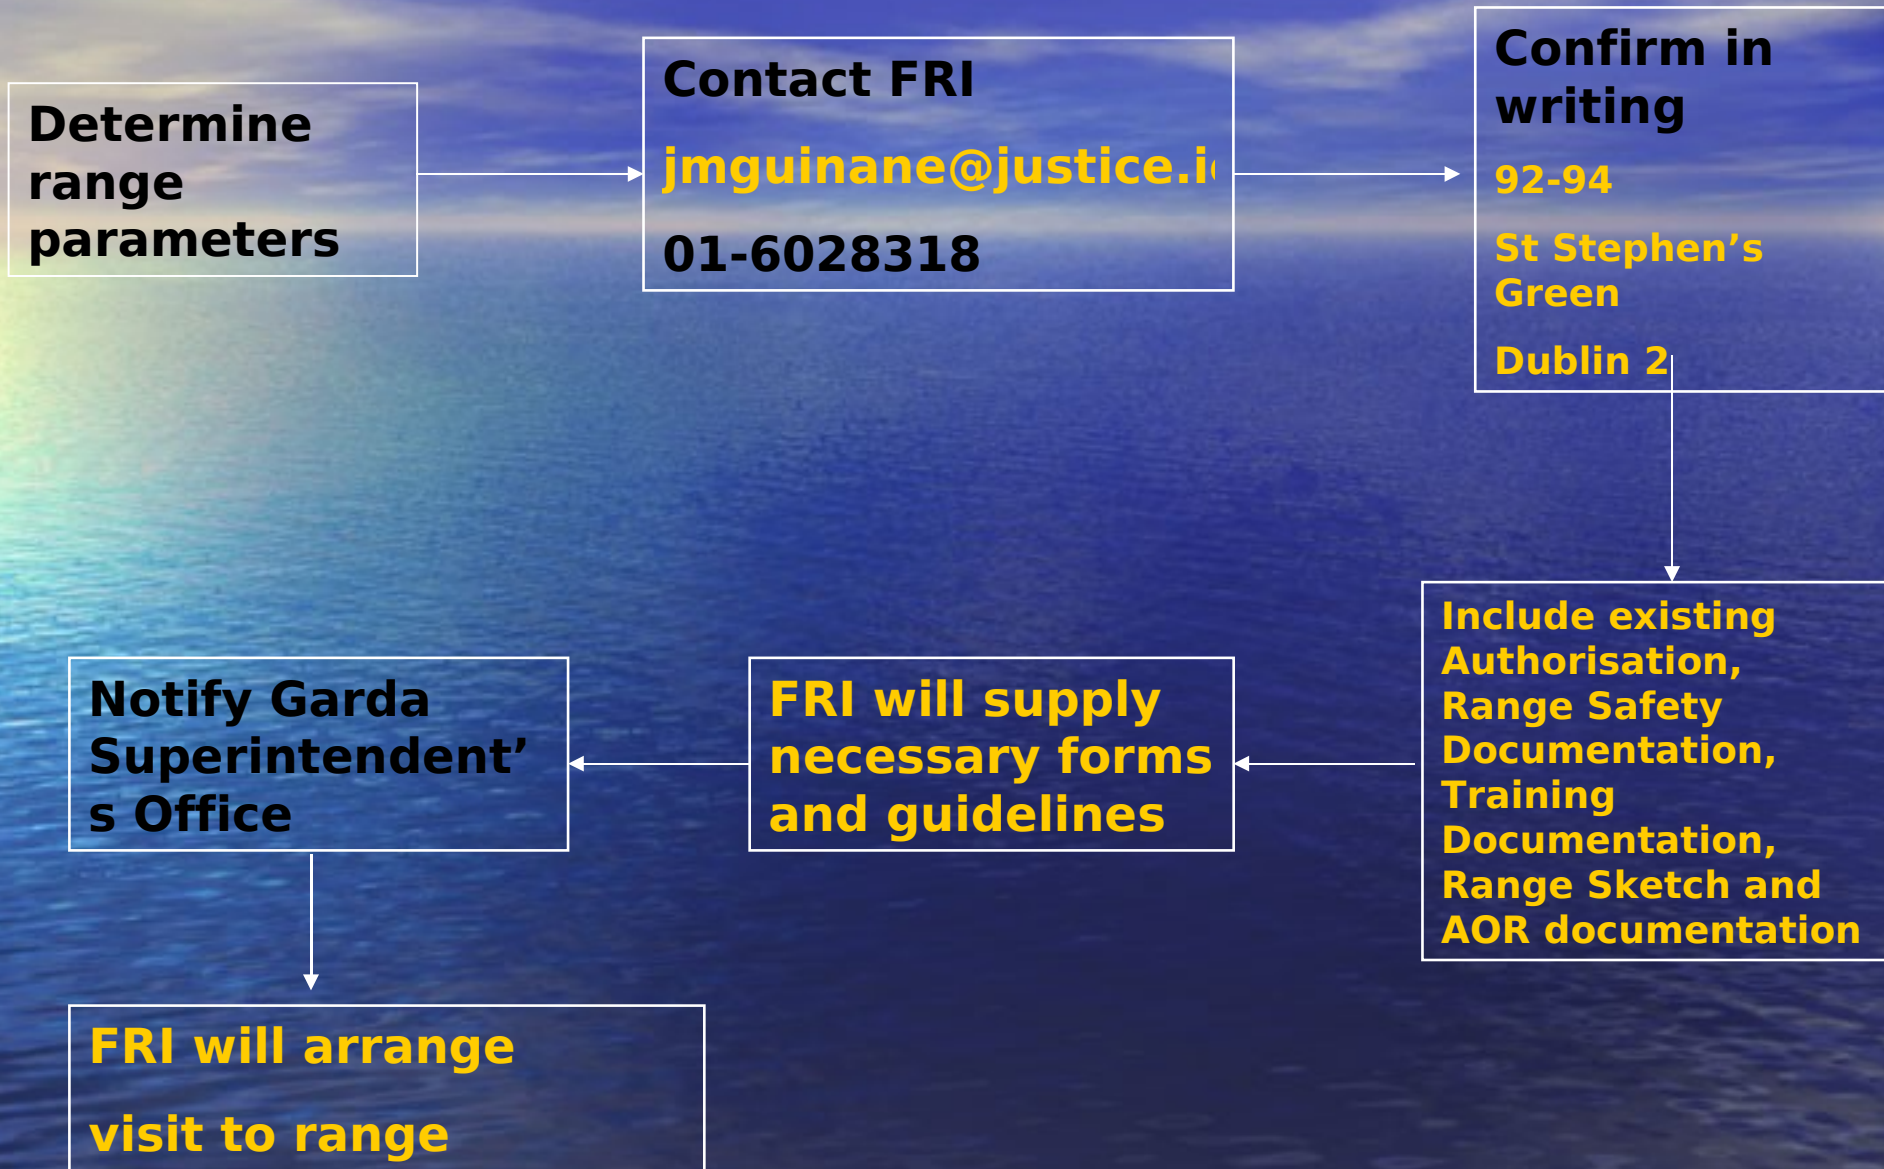 Determine
range
parameters
Contact FRI
jmguinane@justice.i
01-6028318
Confirm in
writing
92-94
St Stephen’s
Green
Dublin 2
Include existing
Authorisation,
Range Safety
Documentation,
Training
Documentation,
Range Sketch and
AOR documentation
FRI will supply
necessary forms
and guidelines
Notify Garda
Superintendent’
s Office
FRI will arrange
visit to range